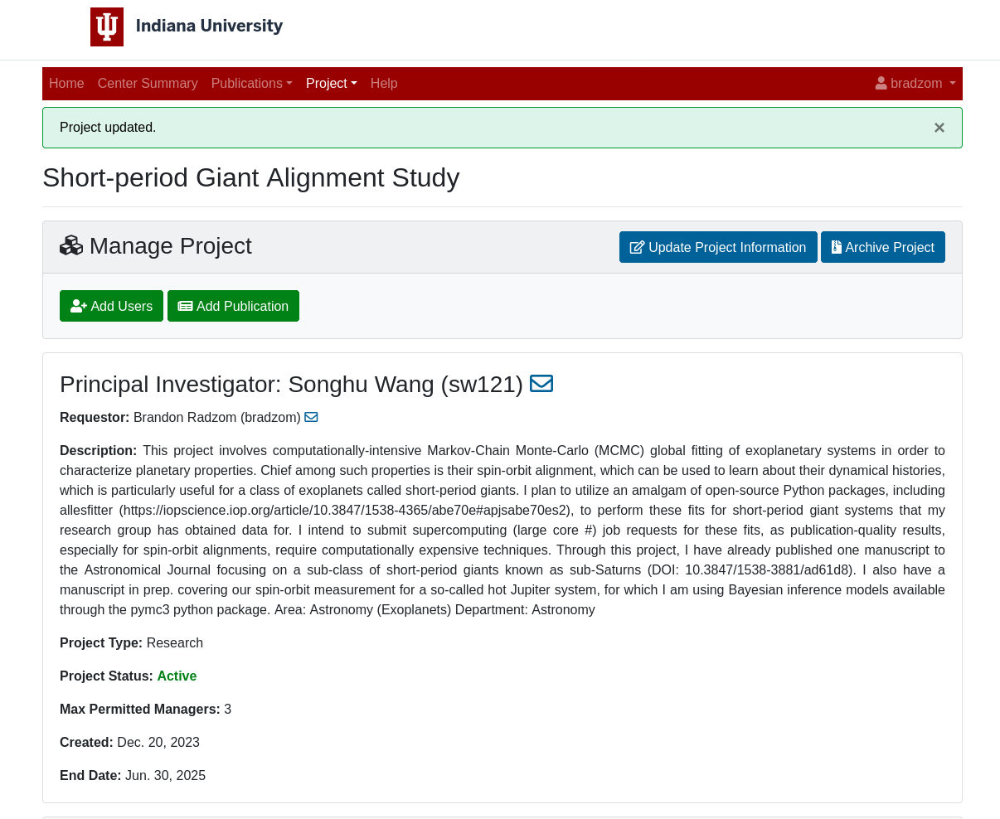 Indiana University
Home Center Summary Publications Project Help bradzom
Project updated. ×
Short-period Giant Alignment Study
Manage Project Update Project Information Archive Project
Add Users Add Publication
Principal Investigator: Songhu Wang (sw121)
Requestor: Brandon Radzom (bradzom)
Description: This project involves computationally-intensive Markov-Chain Monte-Carlo (MCMC) global fitting of exoplanetary systems in order to
characterize planetary properties. Chief among such properties is their spin-orbit alignment, which can be used to learn about their dynamical histories,
which is particularly useful for a class of exoplanets called short-period giants. I plan to utilize an amalgam of open-source Python packages, including
allesfitter (https://iopscience.iop.org/article/10.3847/1538-4365/abe70e#apjsabe70es2), to perform these fits for short-period giant systems that my
research group has obtained data for. I intend to submit supercomputing (large core #) job requests for these fits, as publication-quality results,
especially for spin-orbit alignments, require computationally expensive techniques. Through this project, I have already published one manuscript to
the Astronomical Journal focusing on a sub-class of short-period giants known as sub-Saturns (DOI: 10.3847/1538-3881/ad61d8). I also have a
manuscript in prep. covering our spin-orbit measurement for a so-called hot Jupiter system, for which I am using Bayesian inference models available
through the pymc3 python package. Area: Astronomy (Exoplanets) Department: Astronomy
Project Type: Research
Project Status: Active
Max Permitted Managers: 3
Created: Dec. 20, 2023
End Date: Jun. 30, 2025